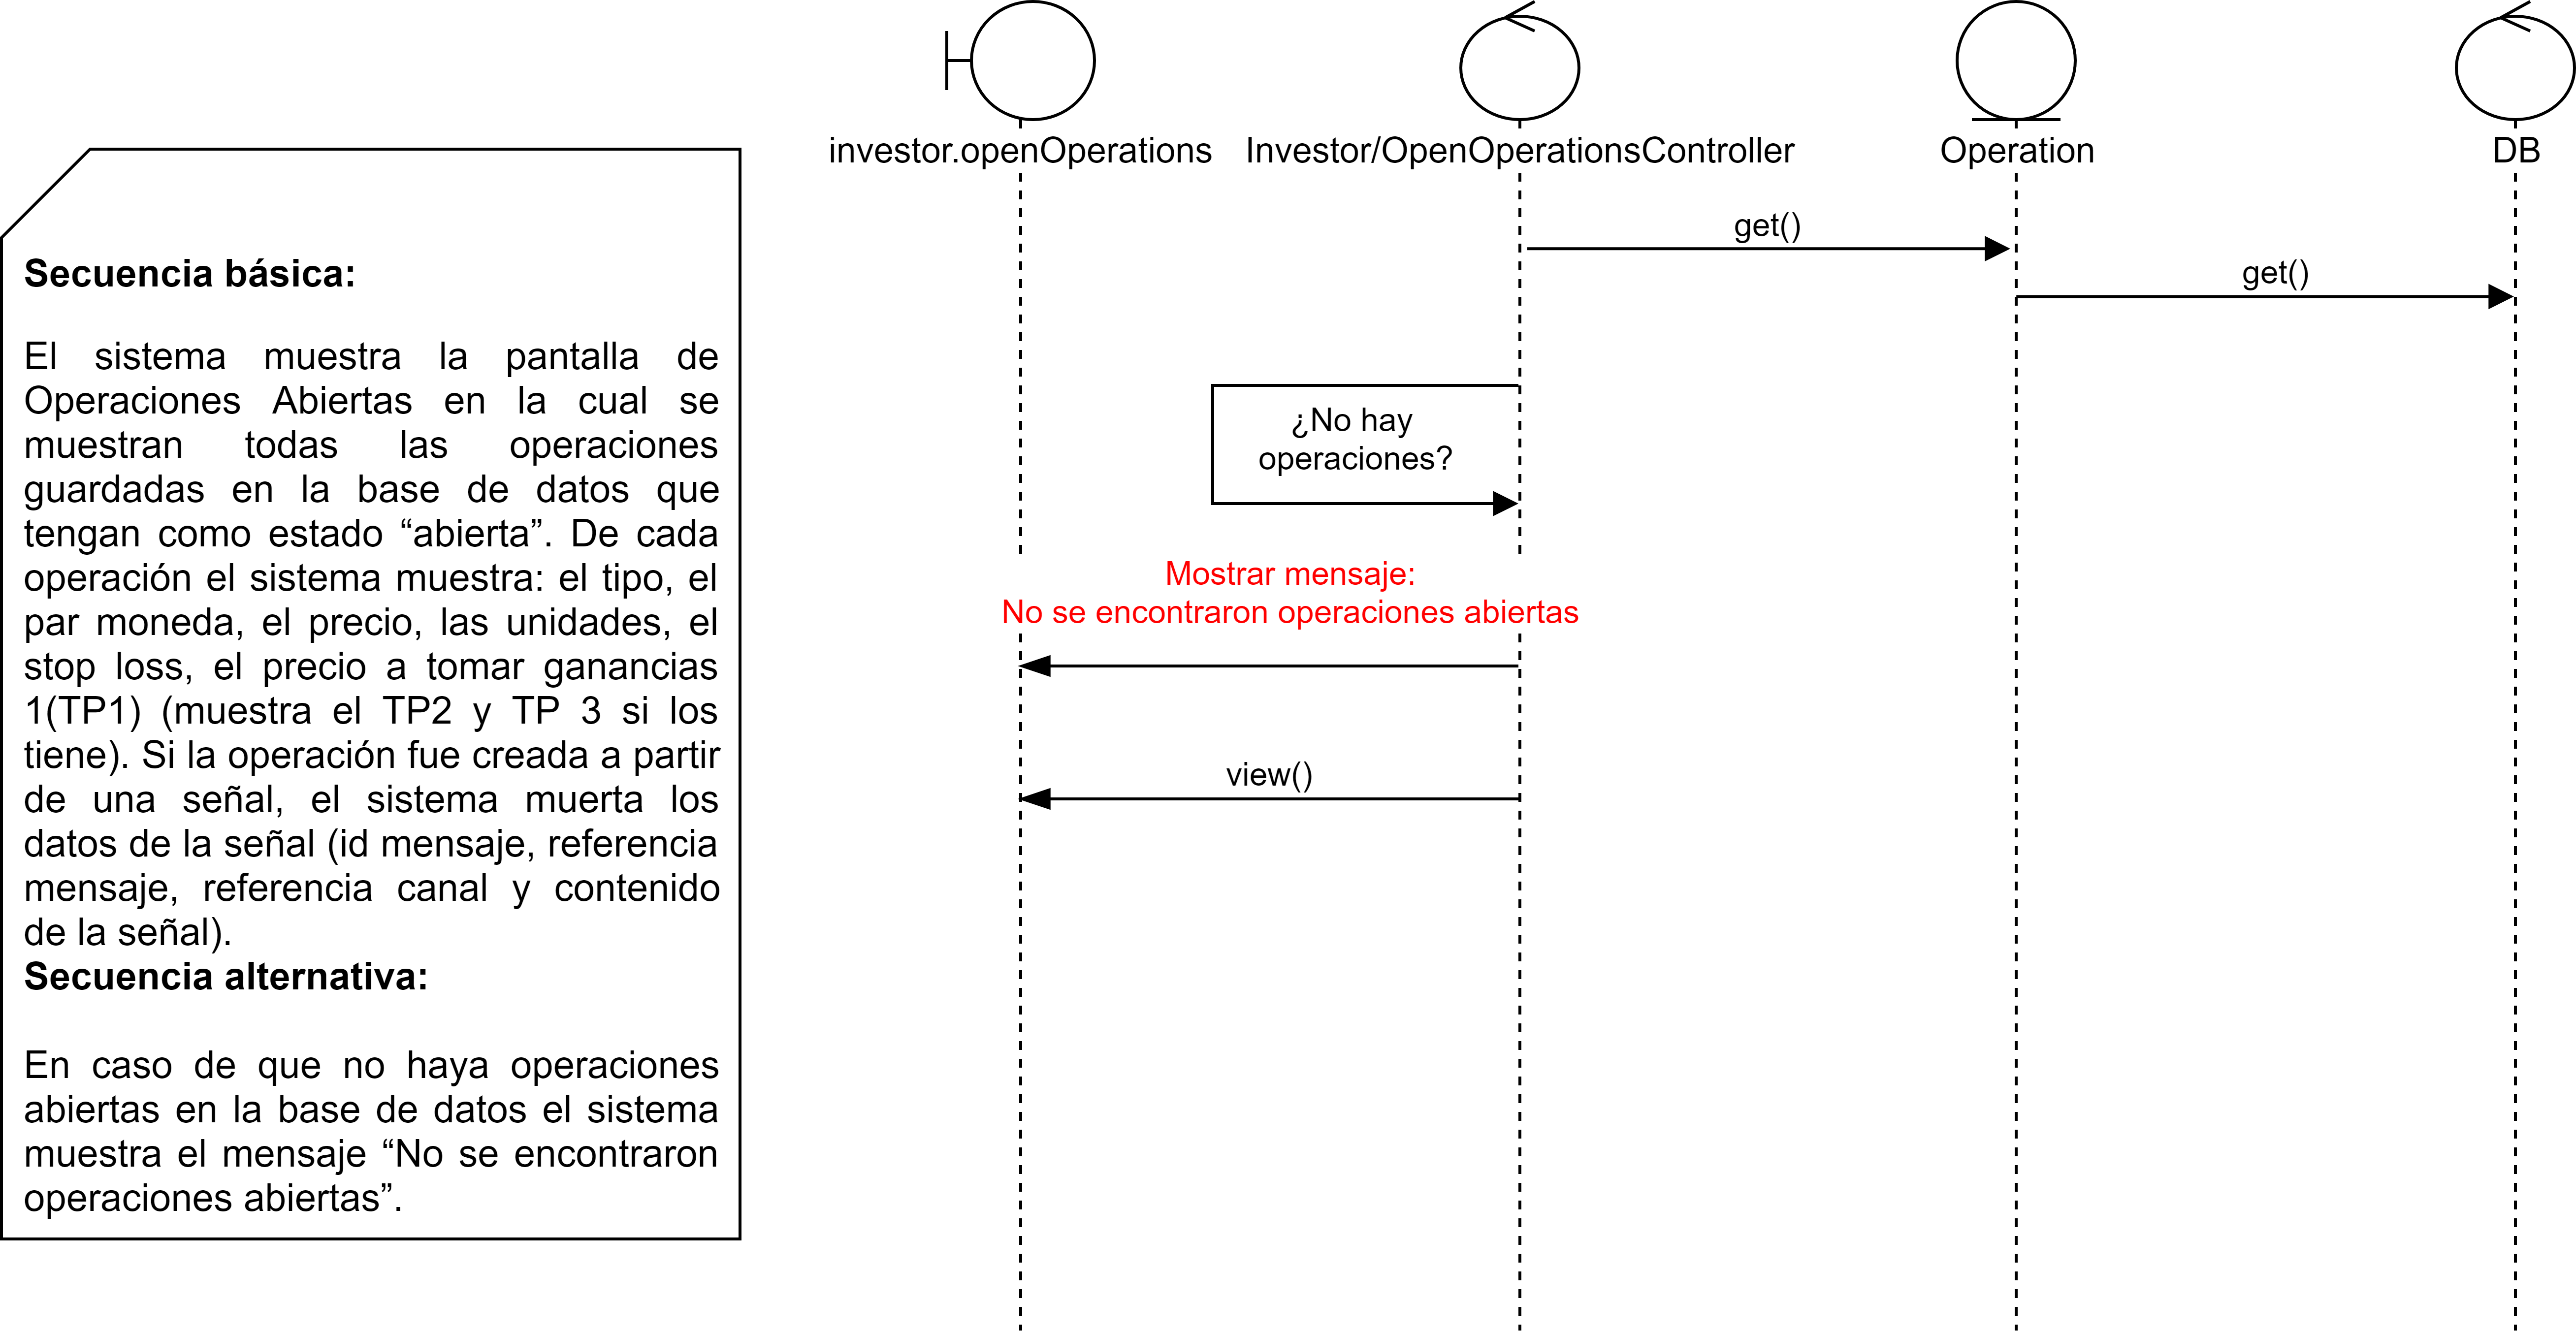 investor.openOperations
Investor/OpenOperationsController
Operation
DB
Secuencia básica:
El sistema muestra la pantalla de
Operaciones Abiertas en la cual se
muestran todas las operaciones
guardadas en la base de datos que
tengan como estado “abierta”. De cada
operación el sistema muestra: el tipo, el
par moneda, el precio, las unidades, el
stop loss, el precio a tomar ganancias
1(TP1) (muestra el TP2 y TP 3 si los
tiene). Si la operación fue creada a partir
de una señal, el sistema muerta los
datos de la señal (id mensaje, referencia
mensaje, referencia canal y contenido
de la señal).
Secuencia alternativa:
En caso de que no haya operaciones
abiertas en la base de datos el sistema
muestra el mensaje “No se encontraron
operaciones abiertas”.
get()
get()
¿No hay
operaciones?
Mostrar mensaje:
No se encontraron operaciones abiertas
view()